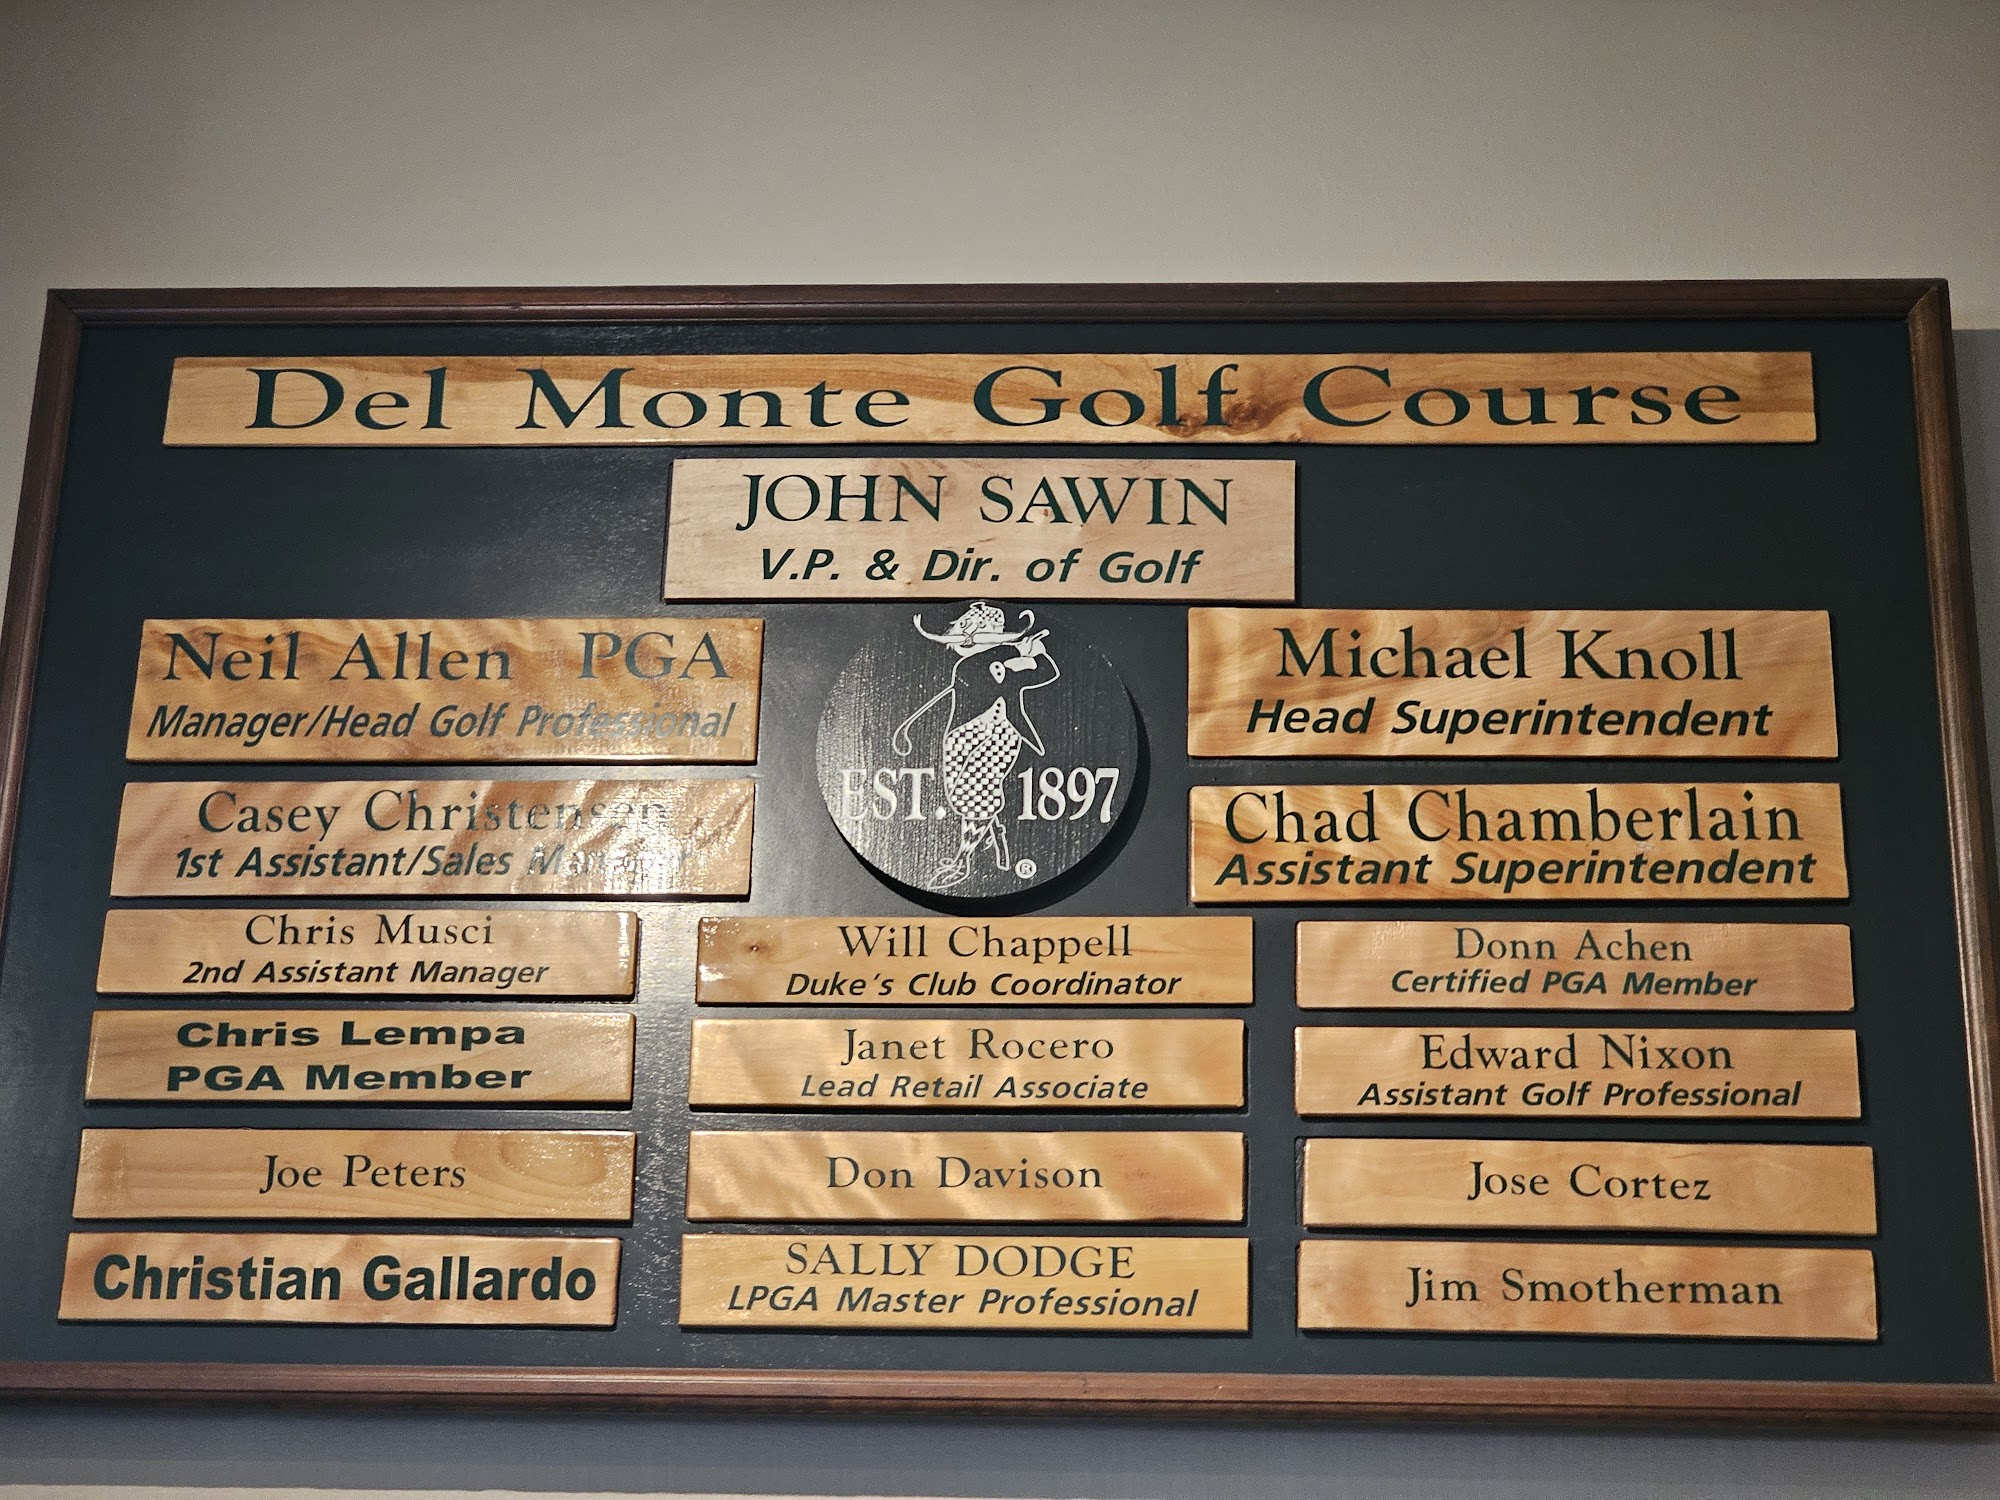 Del Monte Golf Course
JOHN SAWIN
V.P. & Dir. of Golf
Neil Allen PGA
Manager/Head Golf Professional
Michael Knoll
Head Superintendent
EST. 1897
®
Casey Christensen
1st Assistant/Sales Manager
Chad Chamberlain
Assistant Superintendent
Chris Musci
2nd Assistant Manager
Will Chappell
Duke's Club Coordinator
Donn Achen
Certified PGA Member
Chris Lempa
PGA Member
Janet Rocero
Lead Retail Associate
Edward Nixon
Assistant Golf Professional
Joe Peters
Don Davison
Jose Cortez
Christian Gallardo
SALLY DODGE
LPGA Master Professional
Jim Smotherman